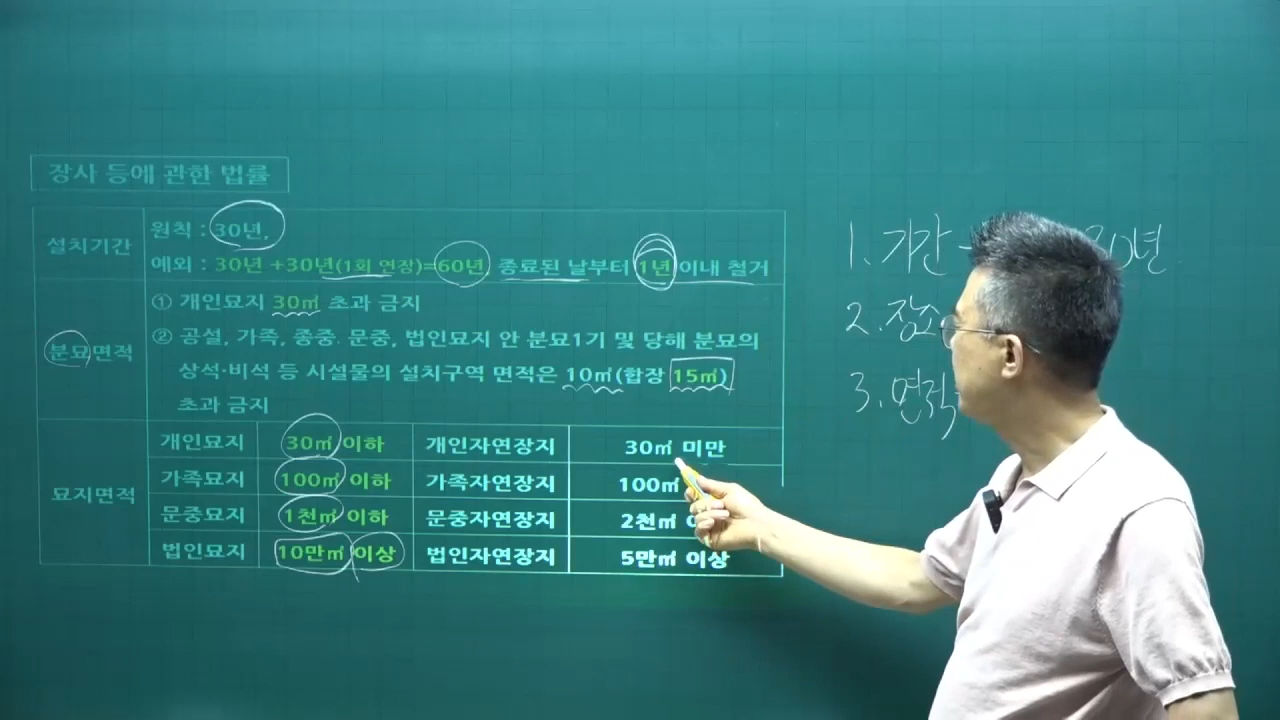 장사 등에 관한 법률
설치기간
원칙 : 30년,
예외 : 30년 +30년(1회 연장)=60년, 종료된 날부터 1년 이내 철거
분묘면적
① 개인묘지 30㎡ 초과 금지
② 공설, 가족, 종중· 문중, 법인묘지 안 분묘1기 및 당해 분묘의
상석·비석 등 시설물의 설치구역 면적은 10㎡(합장 15㎡)
초과 금지
묘지면적
개인묘지 30㎡ 이하 개인자연장지 30㎡ 미만
가족묘지 100㎡ 이하 가족자연장지 100㎡
문중묘지 1천㎡ 이하 문중자연장지 2천㎡
법인묘지 10만㎡ 이상 법인자연장지 5만㎡ 이상
1. 기간 - 30년.
2. 장소
3. 면적